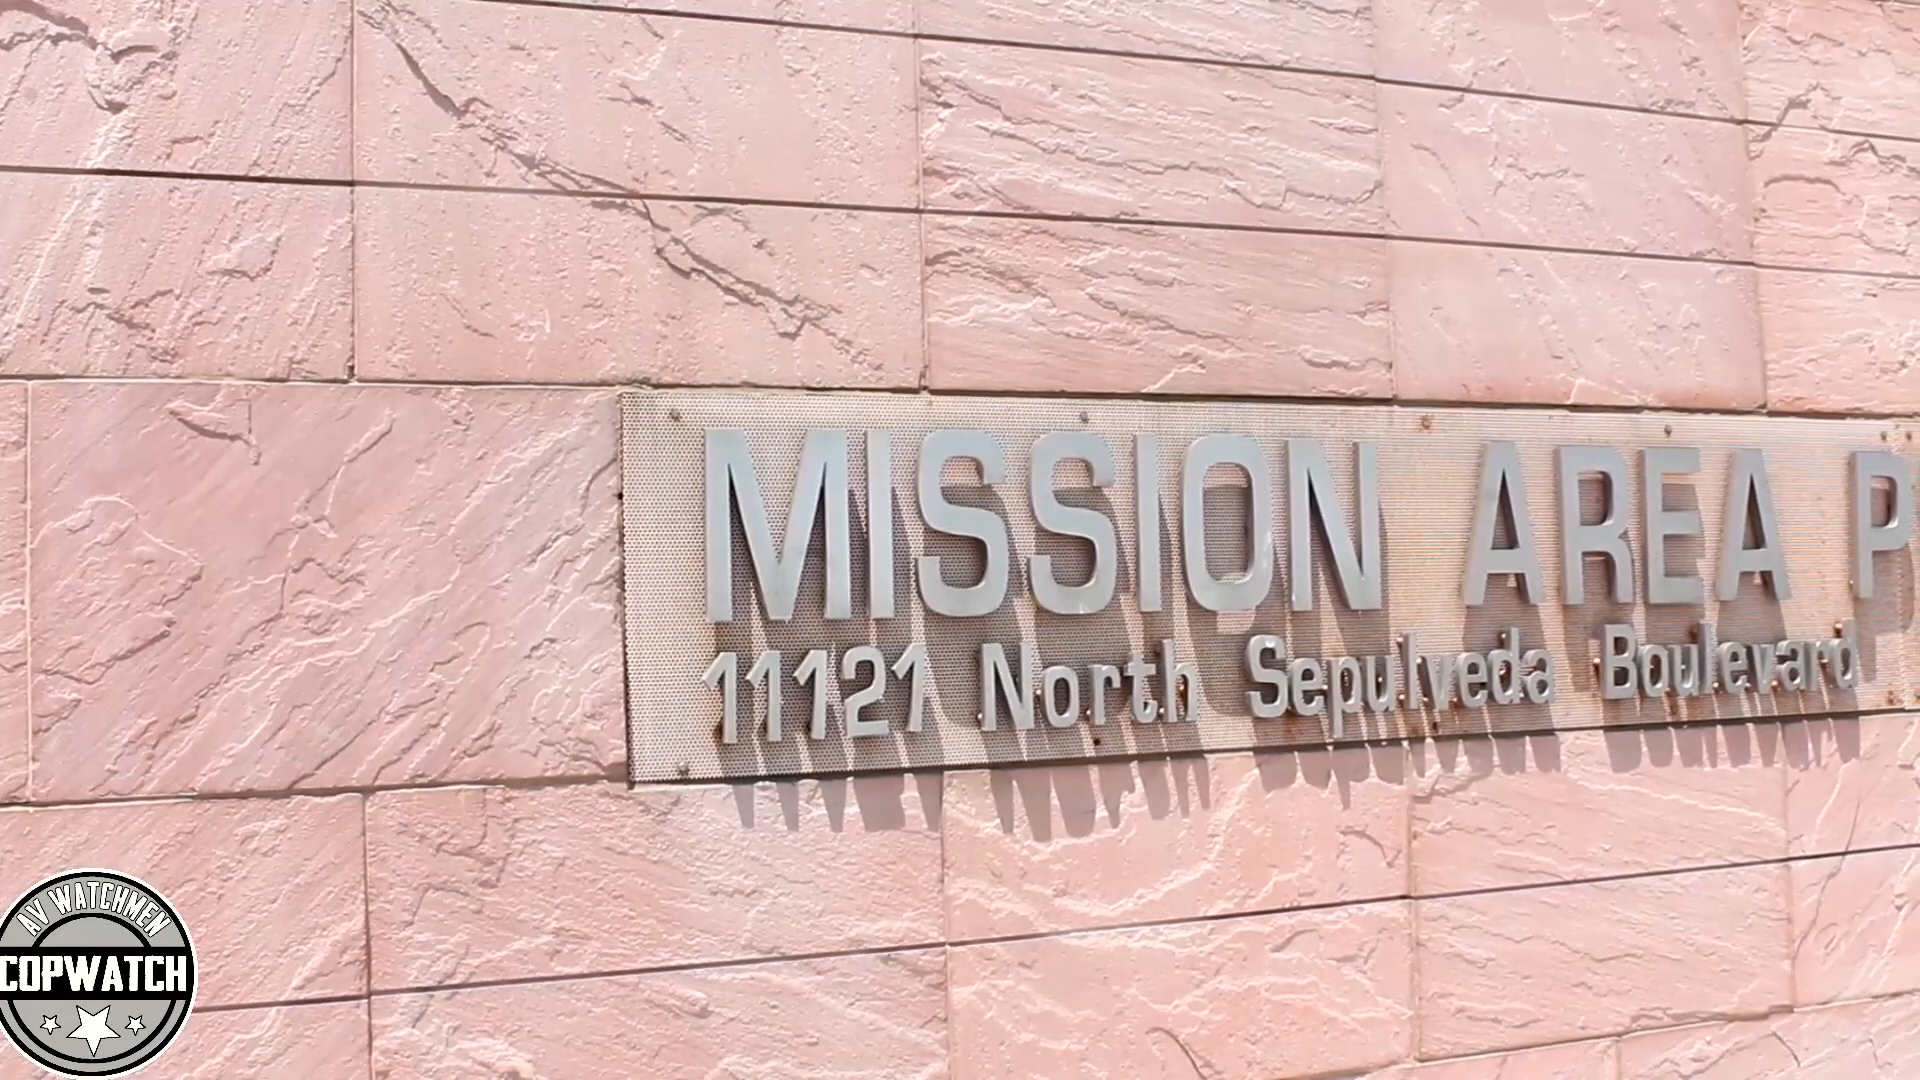 MISSION AREA P
11121 North Sepulveda Boulevard
AV WATCHMEN
COPWATCH